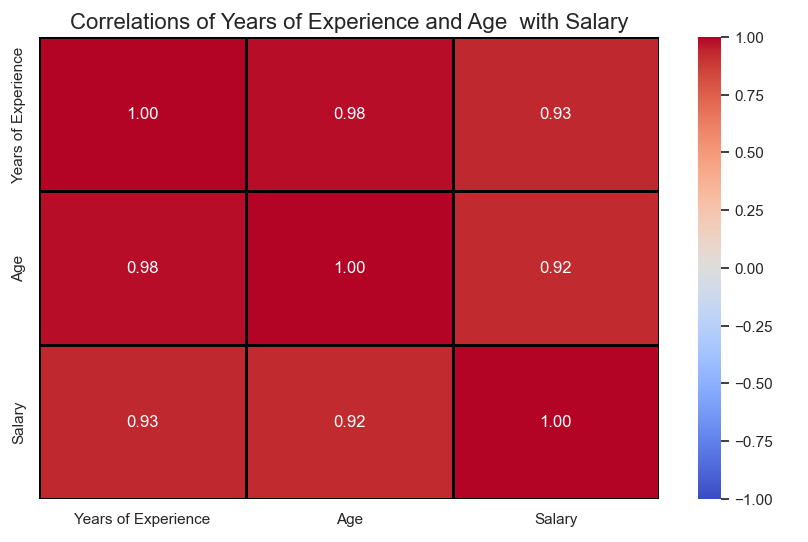 Correlations of Years of Experience and Age  with Salary
Years of Experience
1.00 0.98 0.93
Age
0.98 1.00 0.92
Salary
0.93 0.92 1.00
Years of Experience Age Salary
1.00
0.75
0.50
0.25
0.00
−0.25
−0.50
−0.75
−1.00